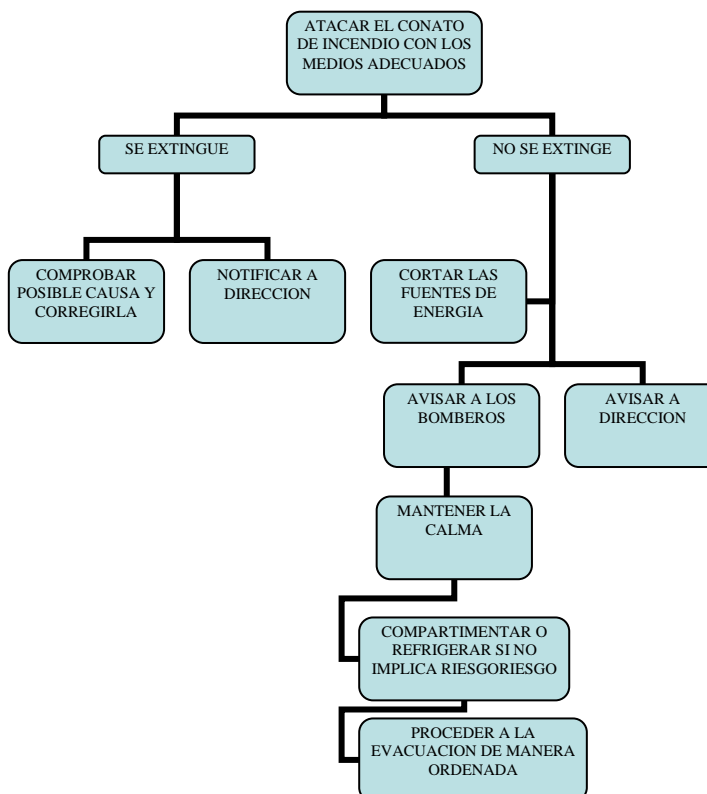 ATACAR EL CONATO
DE INCENDIO CON LOS
MEDIOS ADECUADOS
SE EXTINGUE
NO SE EXTINGE
COMPROBAR
POSIBLE CAUSA Y
CORREGIRLA
NOTIFICAR A
DIRECCION
CORTAR LAS
FUENTES DE
ENERGIA
AVISAR A LOS
BOMBEROS
AVISAR A
DIRECCION
MANTENER LA
CALMA
COMPARTIMENTAR O
REFRIGERAR SI NO
IMPLICA RIESGORIESGO
PROCEDER A LA
EVACUACION DE MANERA
ORDENADA